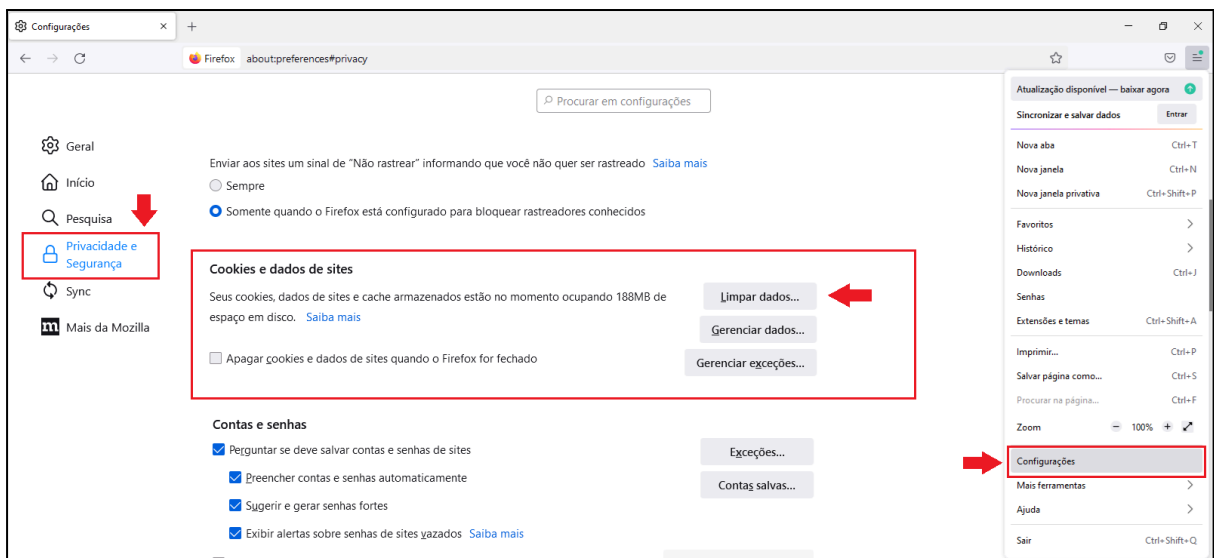 Configurações
Firefox about:preferences#privacy
Procurar em configurações
Geral
Início
Pesquisa
Privacidade e
Segurança
Sync
Mais da Mozilla
Enviar aos sites um sinal de “Não rastrear” informando que você não quer ser rastreado Saiba mais
Sempre
Somente quando o Firefox está configurado para bloquear rastreadores conhecidos
Cookies e dados de sites
Seus cookies, dados de sites e cache armazenados estão no momento ocupando 188MB de
espaço em disco. Saiba mais
Limpar dados...
Gerenciar dados...
Apagar cookies e dados de sites quando o Firefox for fechado
Gerenciar exceções...
Contas e senhas
Perguntar se deve salvar contas e senhas de sites
Exceções...
Preencher contas e senhas automaticamente
Contas salvas...
Sugerir e gerar senhas fortes
Exibir alertas sobre senhas de sites vazados Saiba mais
Atualização disponível — baixar agora
Sincronizar e salvar dados Entrar
Nova aba Ctrl+T
Nova janela Ctrl+N
Nova janela privativa Ctrl+Shift+P
Favoritos
Histórico
Downloads Ctrl+J
Senhas
Extensões e temas Ctrl+Shift+A
Imprimir... Ctrl+P
Salvar página como... Ctrl+S
Procurar na página... Ctrl+F
Zoom − 100% +
Configurações
Mais ferramentas
Ajuda
Sair Ctrl+Shift+Q